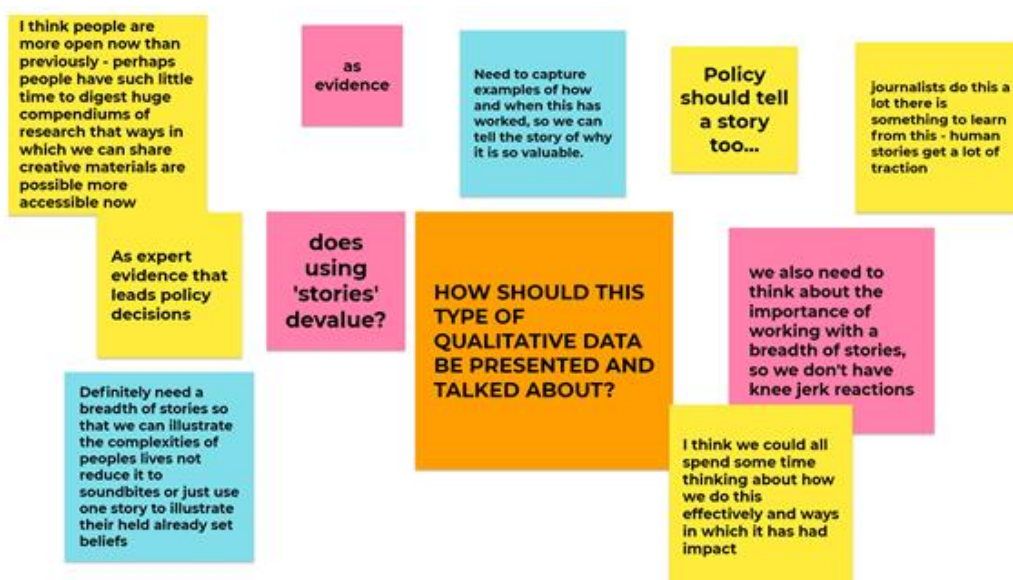 I think people are
more open now than
previously - perhaps
people have such little
time to digest huge
compendiums of
research that ways in
which we can share
creative materials are
possible more
accessible now
as
evidence
Need to capture
examples of how
and when this has
worked, so we can
tell the story of why
it is so valuable.
Policy
should tell
a story
too...
journalists do this a
lot there is
something to learn
from this - human
stories get a lot of
traction
As expert
evidence that
leads policy
decisions
does
using
'stories'
devalue?
HOW SHOULD THIS
TYPE OF
QUALITATIVE DATA
BE PRESENTED AND
TALKED ABOUT?
we also need to
think about the
importance of
working with a
breadth of stories,
so we don't have
knee jerk reactions
Definitely need a
breadth of stories so
that we can illustrate
the complexities of
peoples lives not
reduce it to
soundbites or just use
one story to illustrate
their held already set
beliefs
I think we could all
spend some time
thinking about how
we do this
effectively and ways
in which it has had
impact